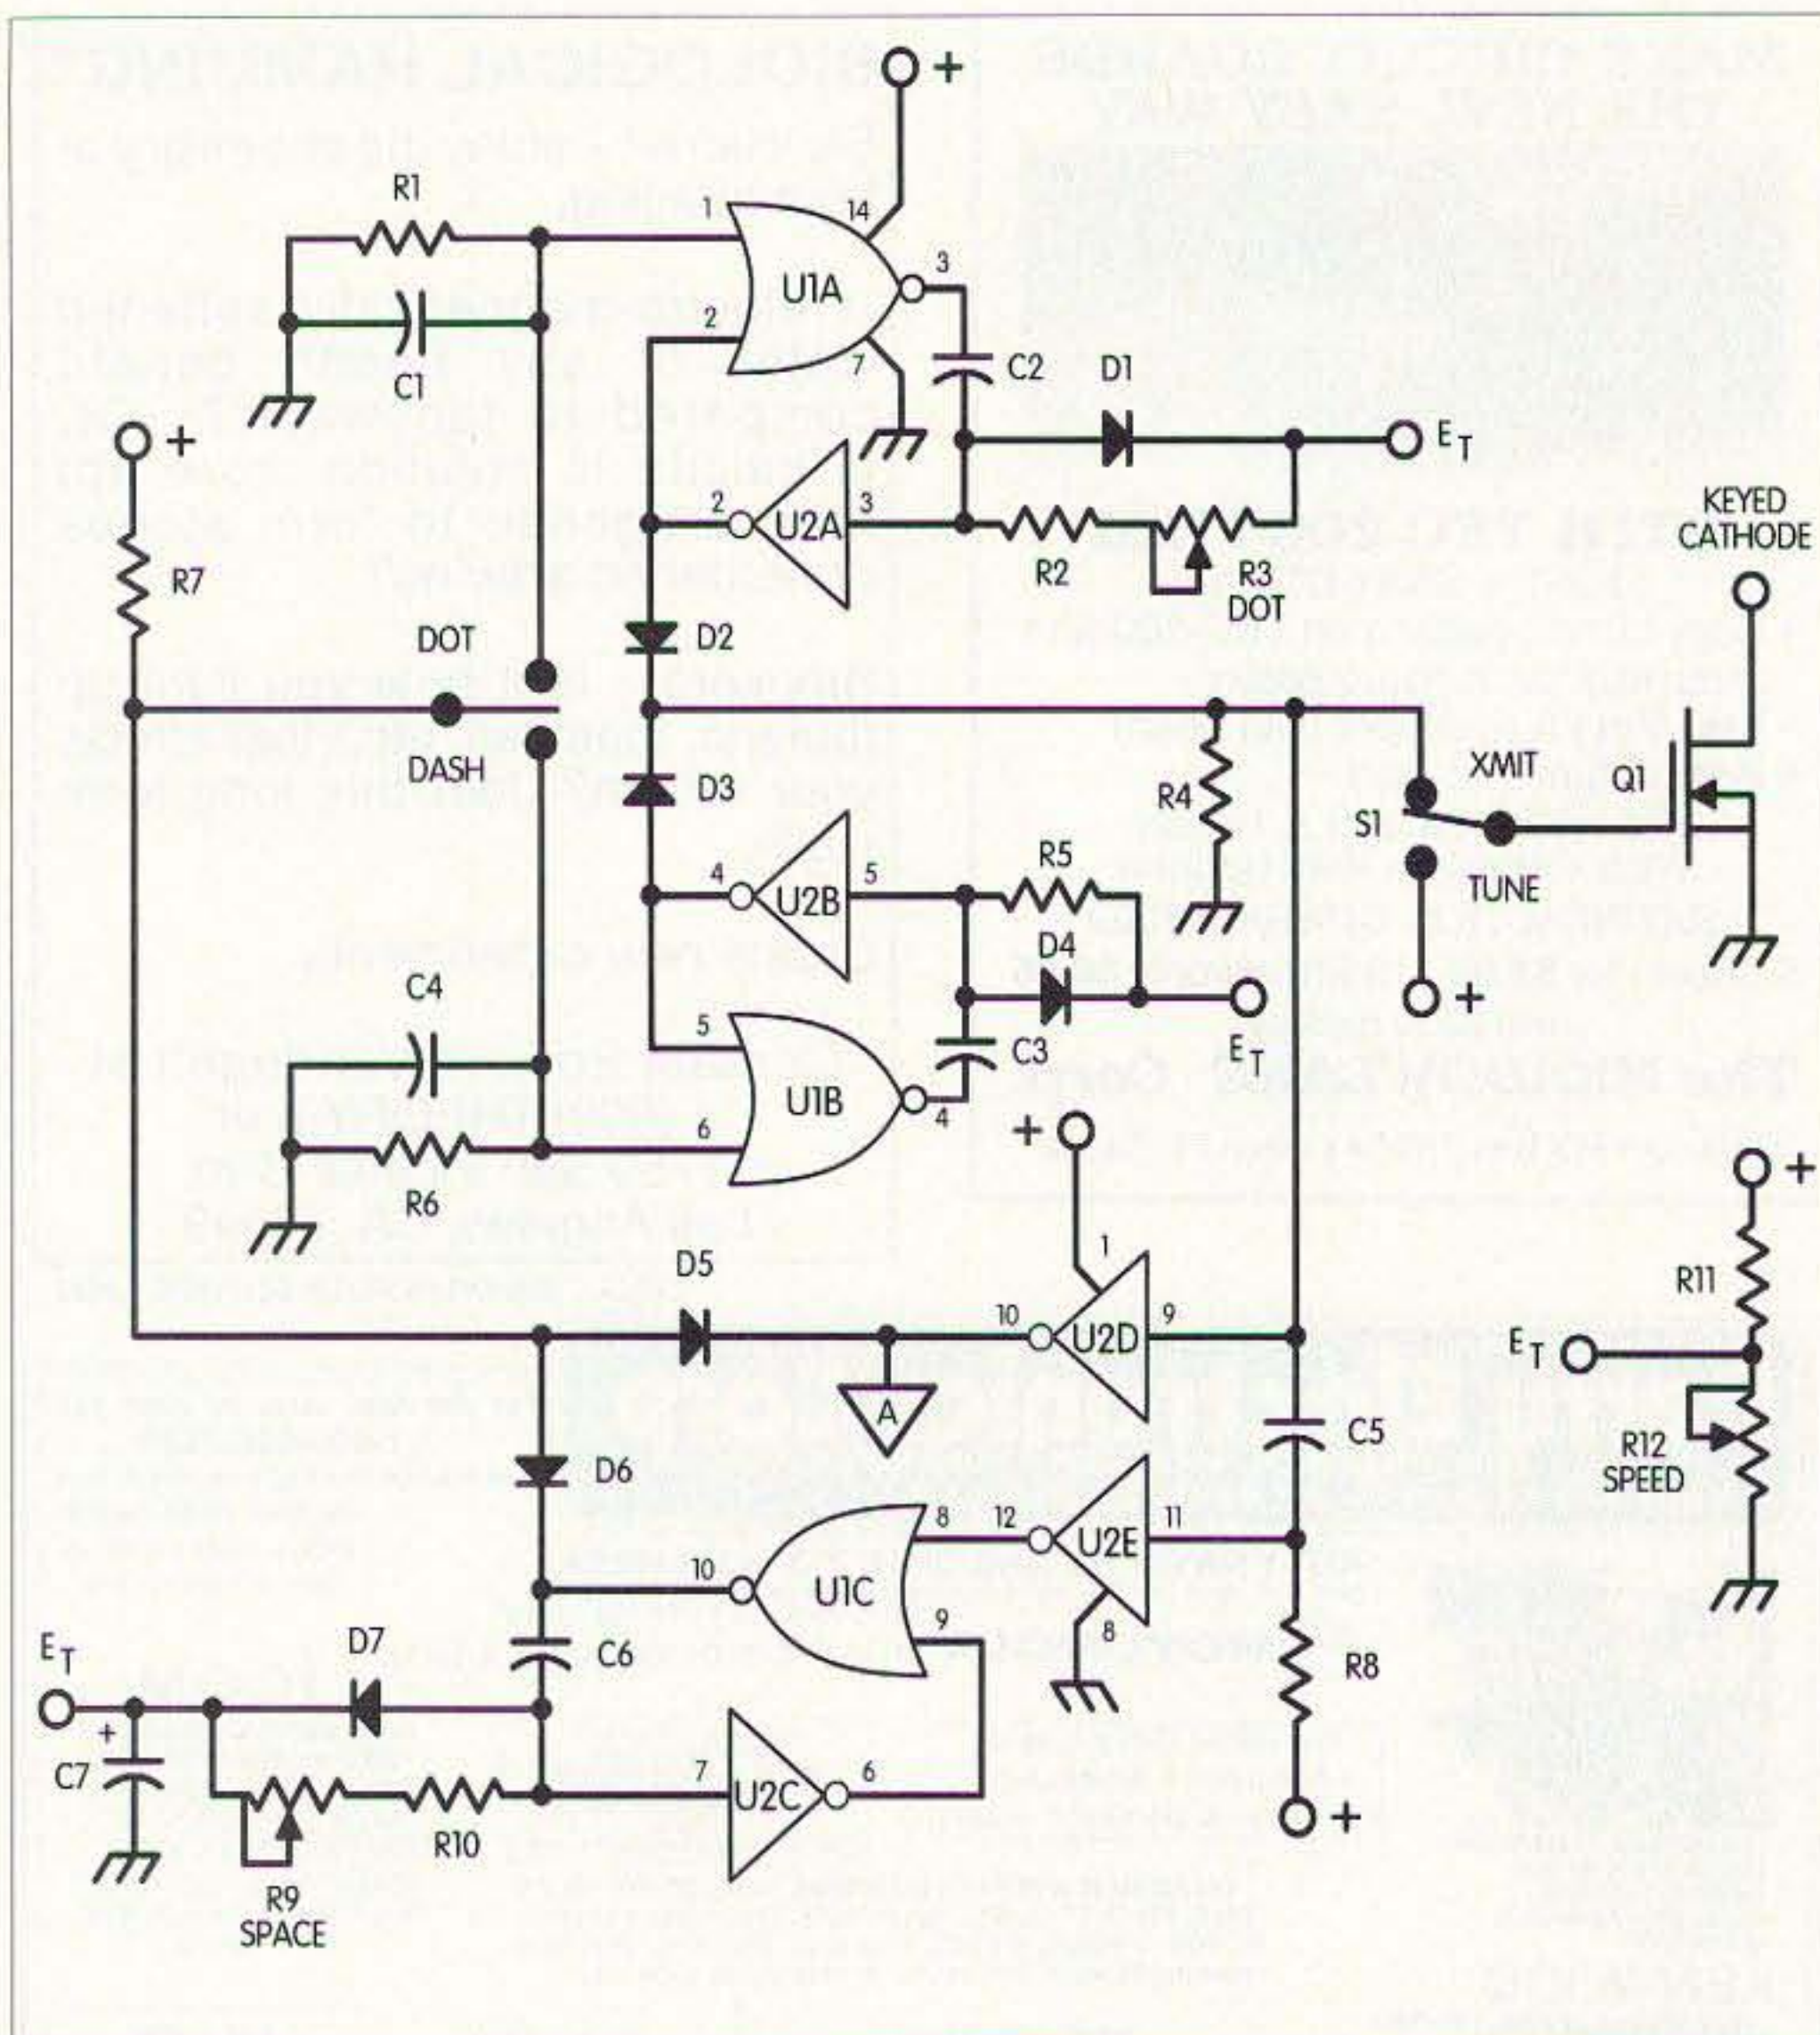 +
R1
1
14
3
U1A
2
7
C1
C2
D1
+
E T
2
U2A
3
KEYED
CATHODE
R7
R2
R3
DOT
DOT
D2
DASH
D3
R4
XMIT
Q1
S1
TUNE
4
U2B
5
R5
D4
C4
+
5
C3
E T
U1B
4
6
+
R6
+
1
D5
R11
10
U2D
9
E T
A
C5
R12
SPEED
D6
8
12
U2E
11
10
U1C
9
8
E T
D7
C6
R8
+
C7
7
U2C
6
+
R10
R9
SPACE